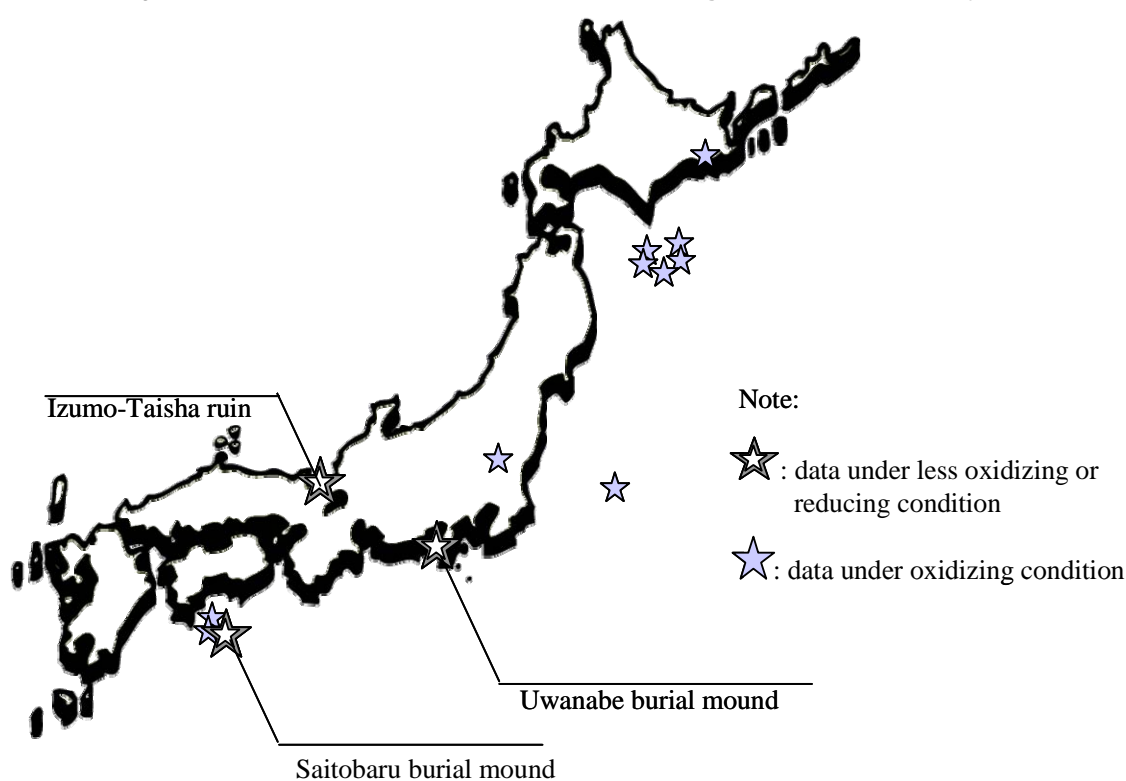 Izumo-Taisha ruin
Note:
: data under less oxidizing or
reducing condition
: data under oxidizing condition
Uwanabe burial mound
Saitobaru burial mound